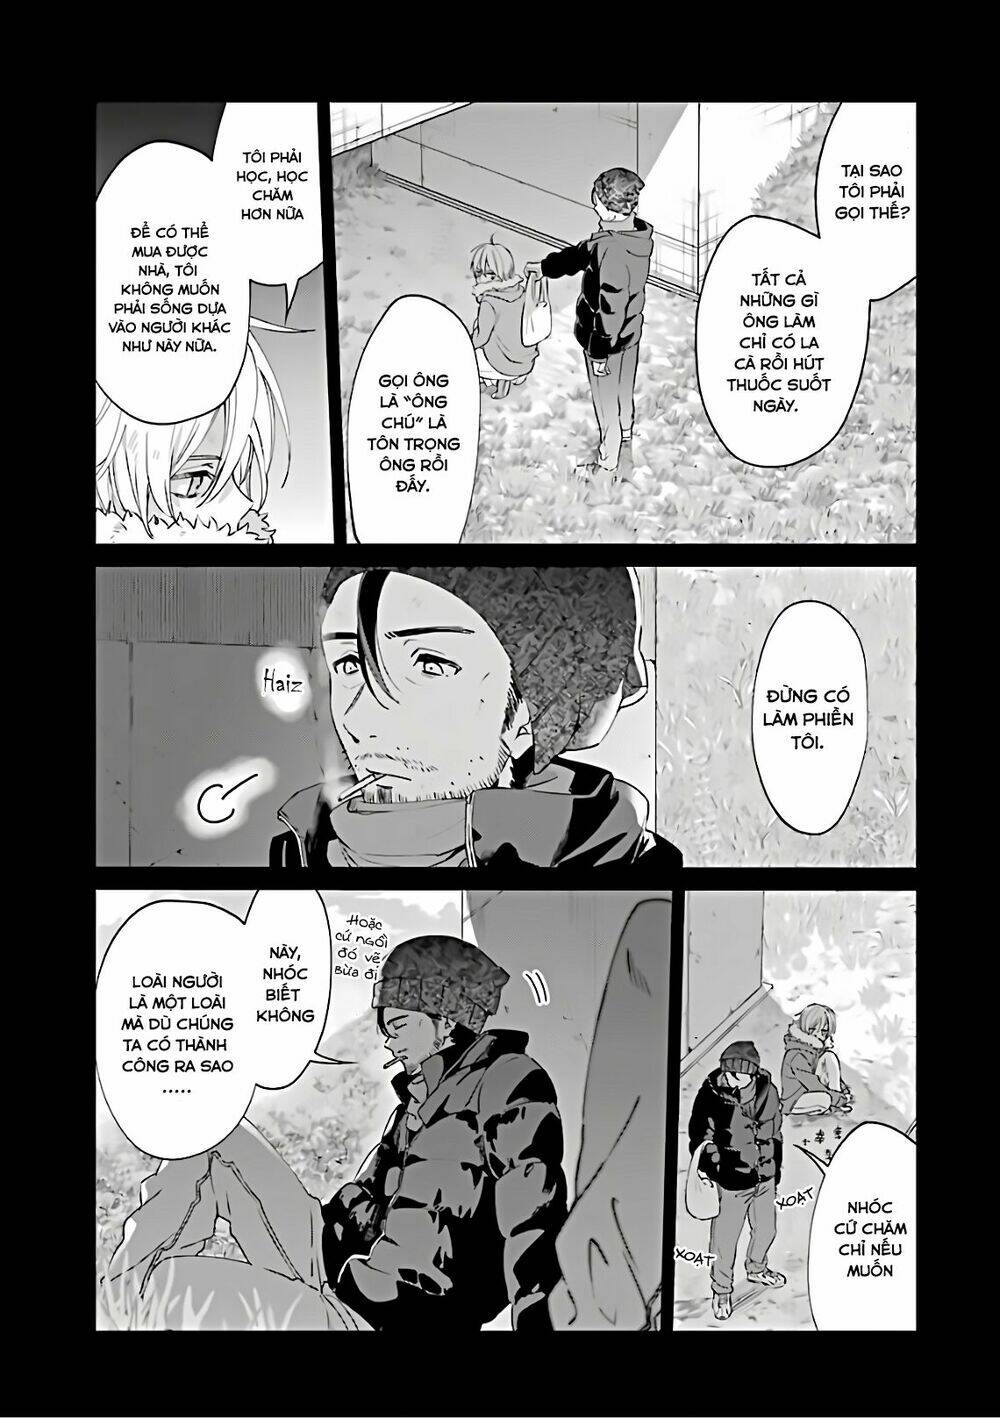 TẠI SAO
TÔI PHẢI
GỌI THẾ?
TẤT CẢ
NHỮNG GÌ
ÔNG LÀM
CHỈ CÓ LA
CÀ RỒI HÚT
THUỐC SUỐT
NGÀY.
GỌI ÔNG
LÀ "ÔNG
CHÚ" LÀ
TÔN TRỌNG
ÔNG RỒI
ĐẤY.
TÔI PHẢI
HỌC, HỌC
CHĂM
HƠN NỮA
ĐỂ CÓ THỂ
MUA ĐƯỢC
NHÀ, TÔI
KHÔNG MUỐN
PHẢI SỐNG DỰA
VÀO NGƯỜI KHÁC
NHƯ NÀY NỮA.
ĐỪNG CÓ
LÀM PHIỀN
TÔI.
Haiz
NHÓC
CỨ CHĂM
CHỈ NẾU
MUỐN
XOẠT
XOẠT
Hoặc
cứ ngồi
đó vẽ
bừa đi
NÀY,
NHÓC
BIẾT
KHÔNG
LOÀI NGƯỜI
LÀ MỘT LOÀI
MÀ DÙ CHÚNG
TA CÓ THÀNH
CÔNG RA SAO
.....